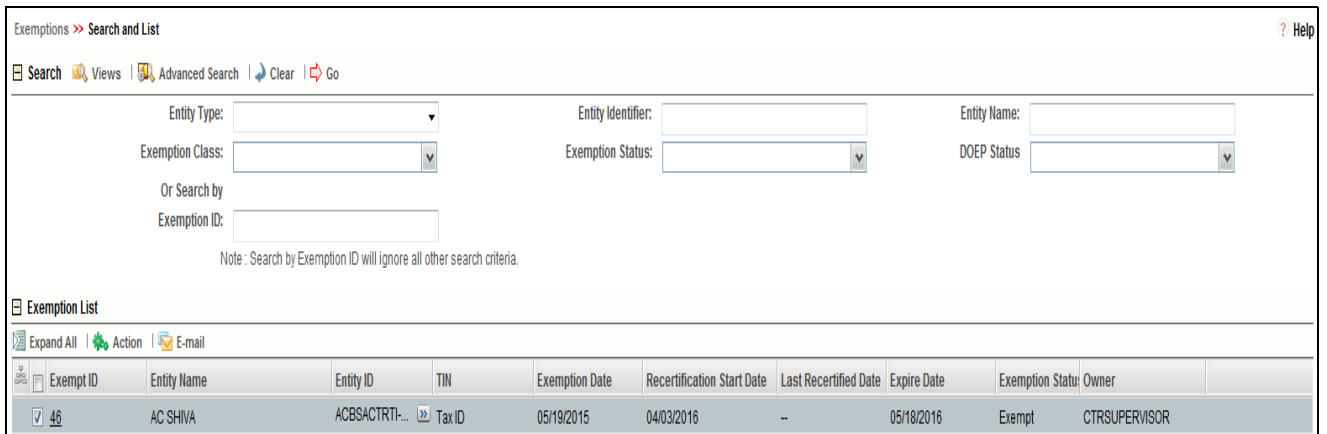 Exemptions >> Search and List ? Help
Search Views | Advanced Search | Clear | Go
Entity Type: Entity Identifier: Entity Name:
Exemption Class: Exemption Status: DOEP Status
Or Search by
Exemption ID:
Note : Search by Exemption ID will ignore all other search criteria.
Exemption List
Expand All | Action | E-mail
Exempt ID Entity Name Entity ID TIN Exemption Date Recertification Start Date Last Recertified Date Expire Date Exemption Statu Owner
46 AC SHIVA ACBSACTRTI-... >> Tax ID 05/19/2015 04/03/2016 -- 05/18/2016 Exempt CTRSUPERVISOR